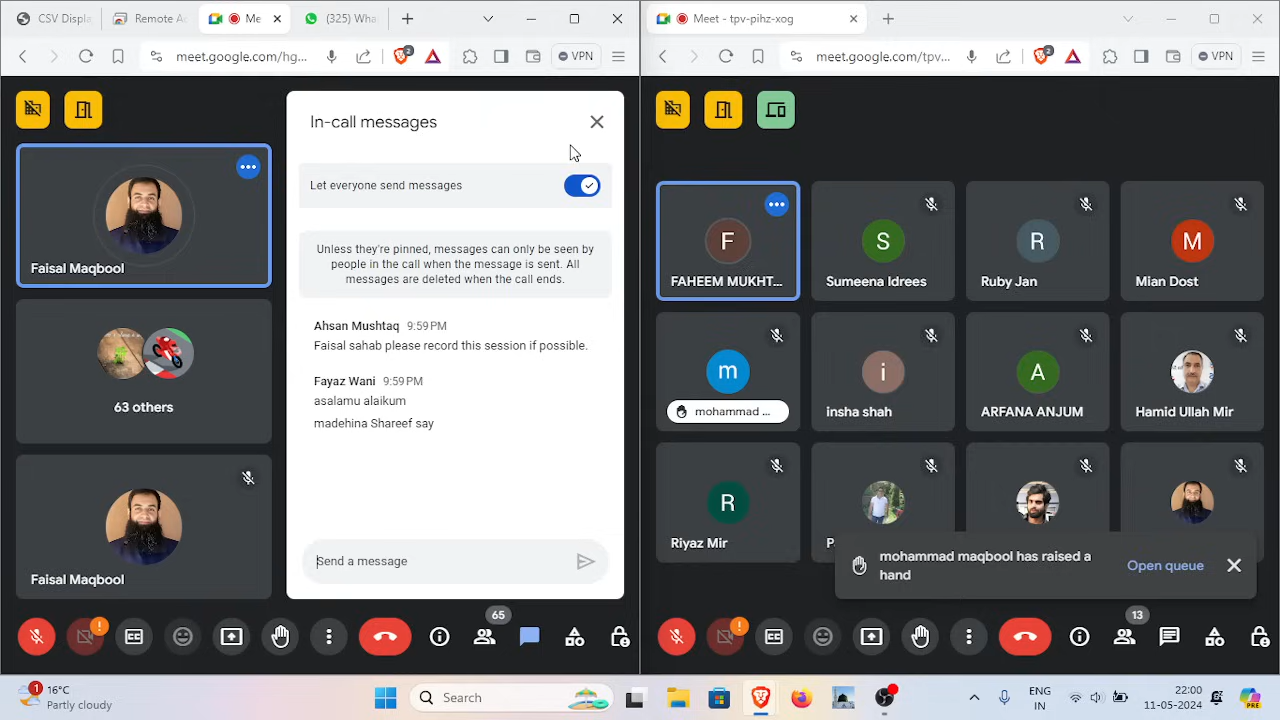 CSV Displ
Remote Ac
Me
(325) Wha
meet.google.com/hg...
2
VPN
In-call messages
Let everyone send messages
Unless they're pinned, messages can only be seen by
people in the call when the message is sent. All
messages are deleted when the call ends.
Ahsan Mushtaq 9:59 PM
Faisal sahab please record this session if possible.
Fayaz Wani 9:59 PM
asalamu alaikum
madehina Shareef say
Send a message
Faisal Maqbool
63 others
Faisal Maqbool
65
Meet - tpv-pihz-xog
meet.google.com/tpv...
2
VPN
F
FAHEEM MUKHT...
S
Sumeena Idrees
R
Ruby Jan
M
Mian Dost
m
mohammad ...
i
insha shah
A
ARFANA ANJUM
Hamid Ullah Mir
R
Riyaz Mir
P
mohammad maqbool has raised a
hand
Open queue
13
1
16°C
Partly cloudy
Search
ENG
IN
22:00
11-05-2024
PRE